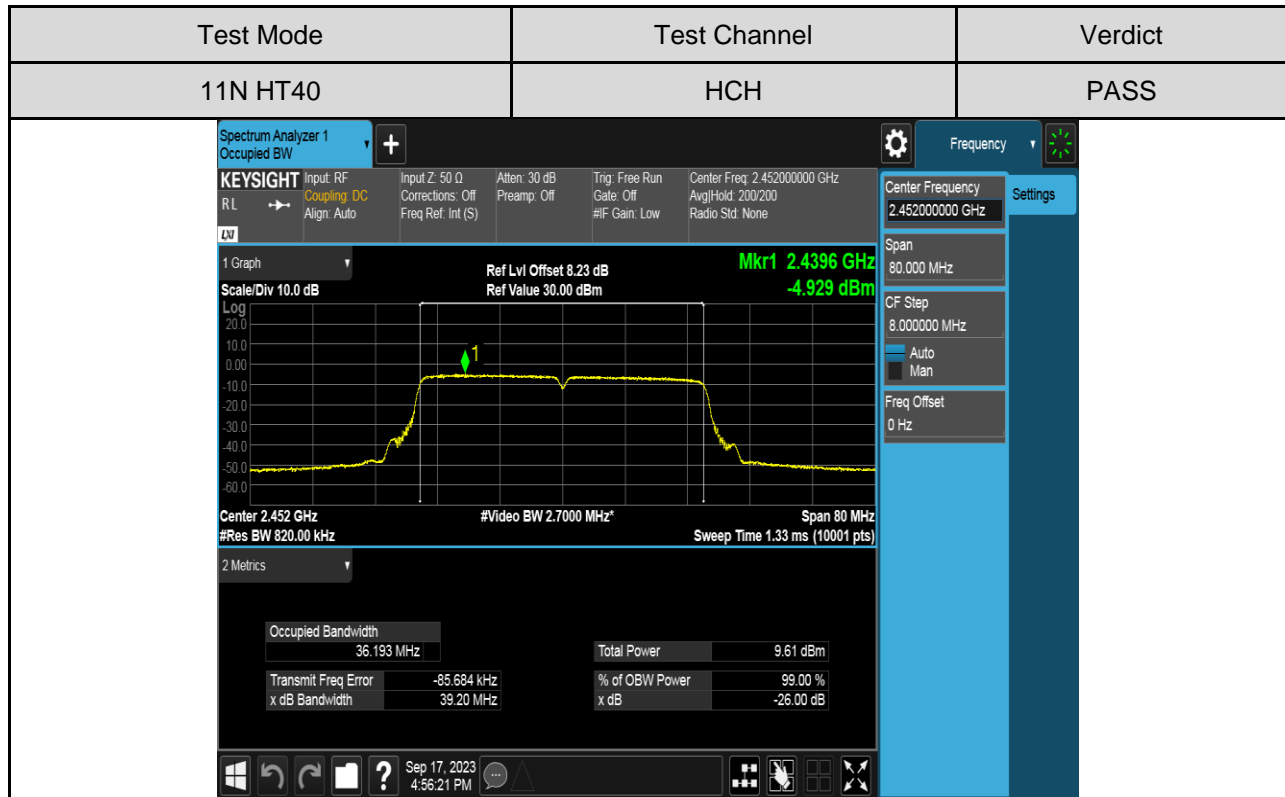 Test Mode Test Channel Verdict
11N HT40 HCH PASS
Spectrum Analyzer 1
Occupied BW
+
Frequency
KEYSIGHT Input: RF Input Z: 50 Ω Atten: 30 dB Trig: Free Run Center Freq: 2.452000000 GHz
RL Coupling: DC Corrections: Off Preamp: Off Gate: Off Avg|Hold: 200/200
Align: Auto Freq Ref: Int (S) #IF Gain: Low Radio Std: None
LXI
Center Frequency
2.452000000 GHz
Settings
Span
80.000 MHz
CF Step
8.000000 MHz
Auto
Man
Freq Offset
0 Hz
1 Graph Ref Lvl Offset 8.23 dB Mkr1 2.4396 GHz
Scale/Div 10.0 dB Ref Value 30.00 dBm -4.929 dBm
Log
20.0
10.0
1
0.00
-10.0
-20.0
-30.0
-40.0
-50.0
-60.0
Center 2.452 GHz #Video BW 2.7000 MHz* Span 80 MHz
#Res BW 820.00 kHz Sweep Time 1.33 ms (10001 pts)
2 Metrics
Occupied Bandwidth
36.193 MHz Total Power 9.61 dBm
Transmit Freq Error -85.684 kHz % of OBW Power 99.00 %
x dB Bandwidth 39.20 MHz x dB -26.00 dB
? Sep 17, 2023
4:56:21 PM